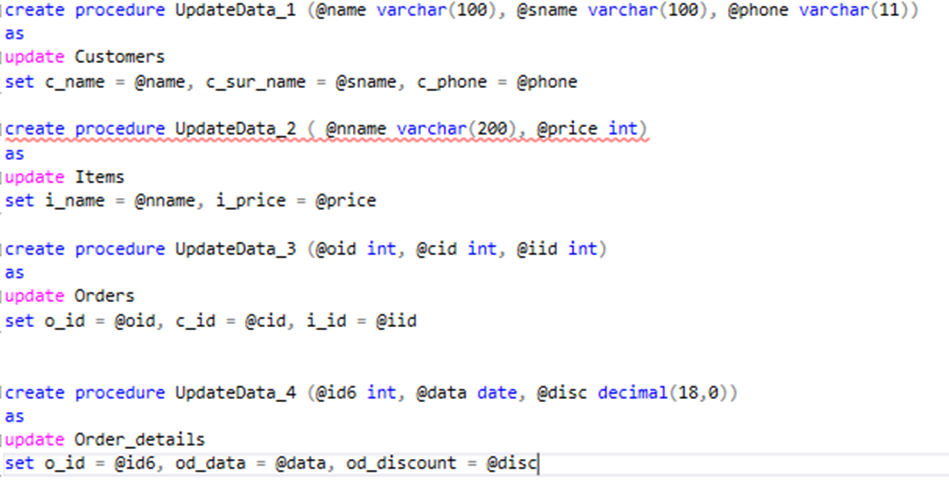 create procedure UpdateData_1 (@name varchar(100), @sname varchar(100), @phone varchar(11))
as
update Customers
set c_name = @name, c_sur_name = @sname, c_phone = @phone
create procedure UpdateData_2 ( @nname varchar(200), @price int)
as
update Items
set i_name = @nname, i_price = @price
create procedure UpdateData_3 (@oid int, @cid int, @iid int)
as
update Orders
set o_id = @oid, c_id = @cid, i_id = @iid
create procedure UpdateData_4 (@id6 int, @data date, @disc decimal(18,0))
as
update Order_details
set o_id = @id6, od_data = @data, od_discount = @disc